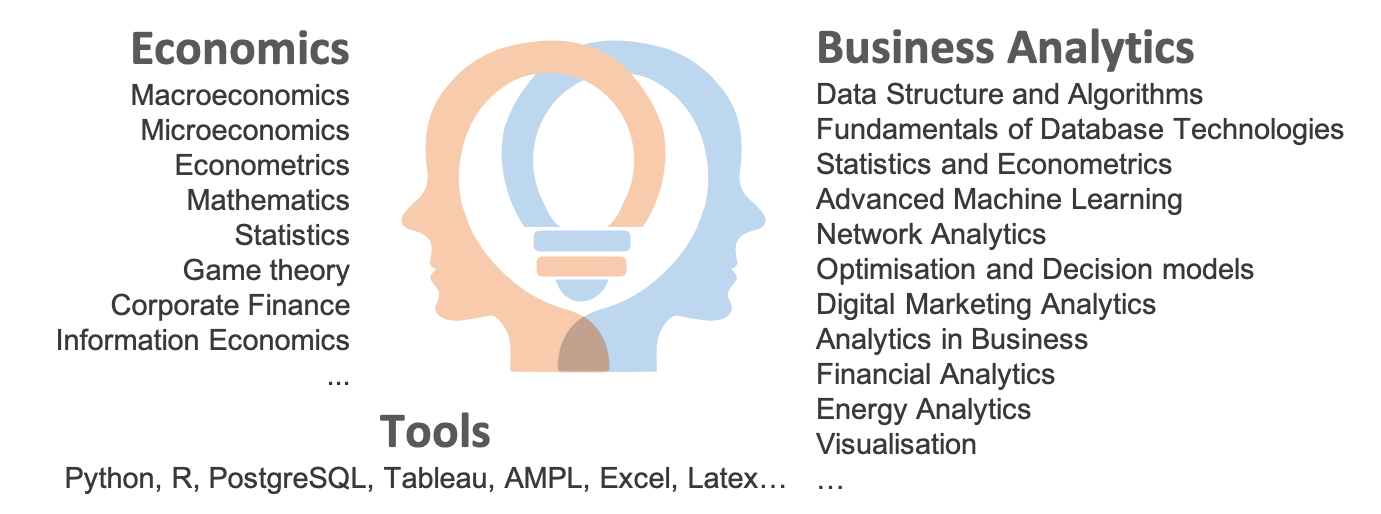 Economics
Macroeconomics
Microeconomics
Econometrics
Mathematics
Statistics
Game theory
Corporate Finance
Information Economics
...
Business Analytics
Data Structure and Algorithms
Fundamentals of Database Technologies
Statistics and Econometrics
Advanced Machine Learning
Network Analytics
Optimisation and Decision models
Digital Marketing Analytics
Analytics in Business
Financial Analytics
Energy Analytics
Visualisation
…
Tools
Python, R, PostgreSQL, Tableau, AMPL, Excel, Latex…